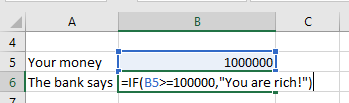 A B C
4
5 Your money 1000000
6 The bank says =IF(B5>=100000,"You are rich!")